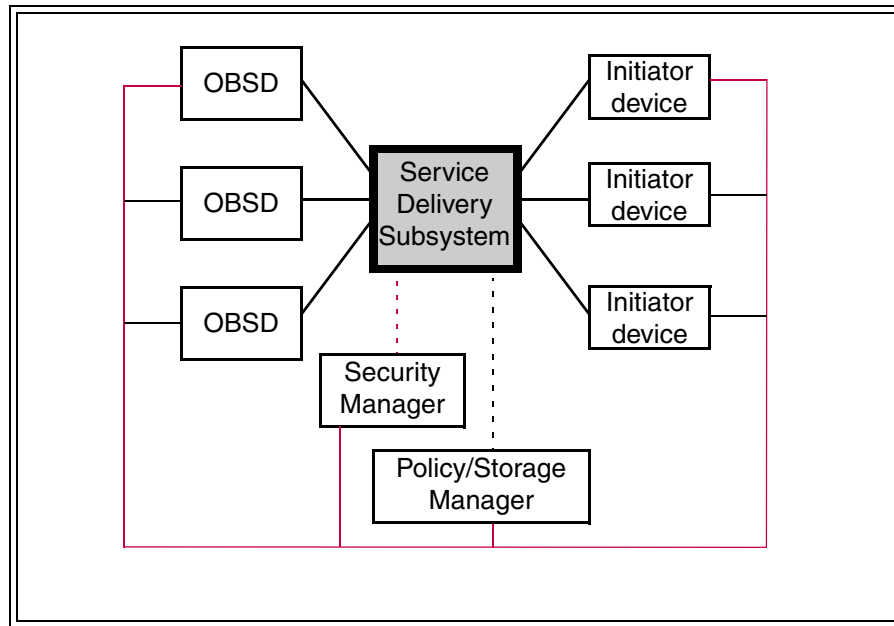 OBSD
Initiator
device
Service
Delivery
Subsystem
OBSD
Initiator
device
OBSD
Initiator
device
Security
Manager
Policy/Storage
Manager